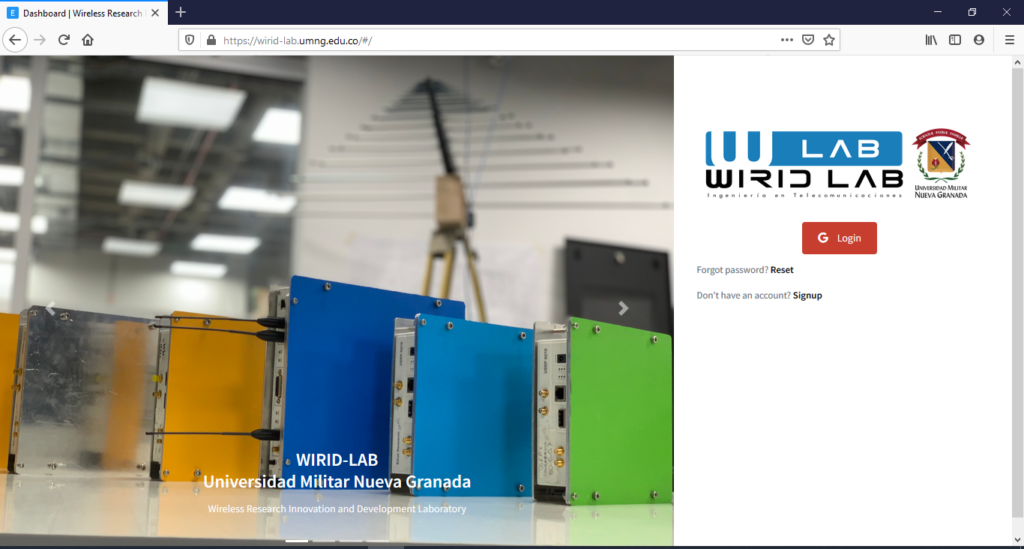 E Dashboard | Wireless Research
https://wirid-lab.umng.edu.co/#/
LAB
WIRID LAB
Ingeniería en Telecomunicaciones
UNIVERSIDAD MILITAR
NUEVA GRANADA
G Login
Forgot password? Reset
Don't have an account? Signup
WIRID-LAB
Universidad Militar Nueva Granada
Wireless Research Innovation and Development Laboratory